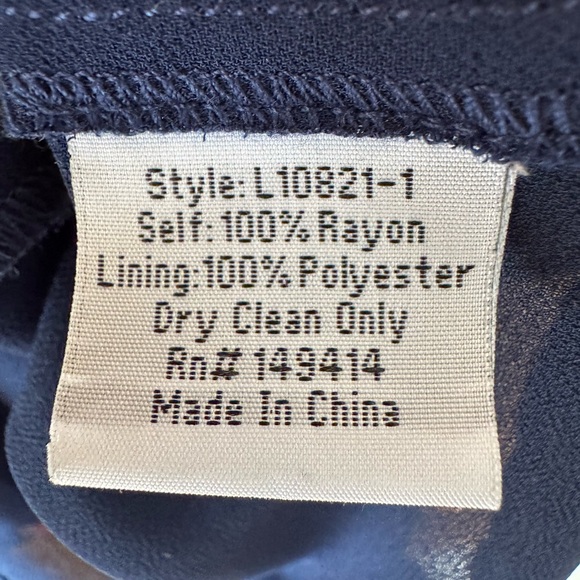 Style: L10821-1
Self: 100% Rayon
Lining:100% Polyester
Dry Clean Only
Rn# 149414
Made In China